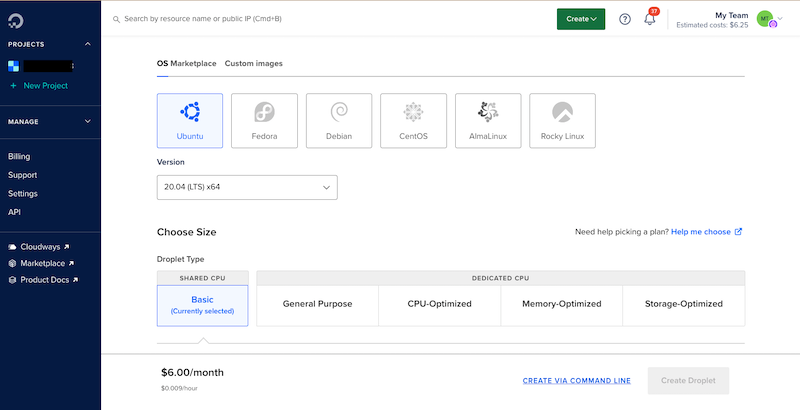 Search by resource name or public IP (Cmd+B)
Create
37
My Team
Estimated costs: $6.25
MT
PROJECTS
+ New Project
MANAGE
Billing
Support
Settings
API
Cloudways
Marketplace
Product Docs
OS Marketplace Custom images
Ubuntu Fedora Debian CentOS AlmaLinux Rocky Linux
Version
20.04 (LTS) x64
Choose Size
Need help picking a plan? Help me choose
Droplet Type
SHARED CPU DEDICATED CPU
Basic General Purpose CPU-Optimized Memory-Optimized Storage-Optimized
(Currently selected)
$6.00/month
$0.009/hour
CREATE VIA COMMAND LINE
Create Droplet